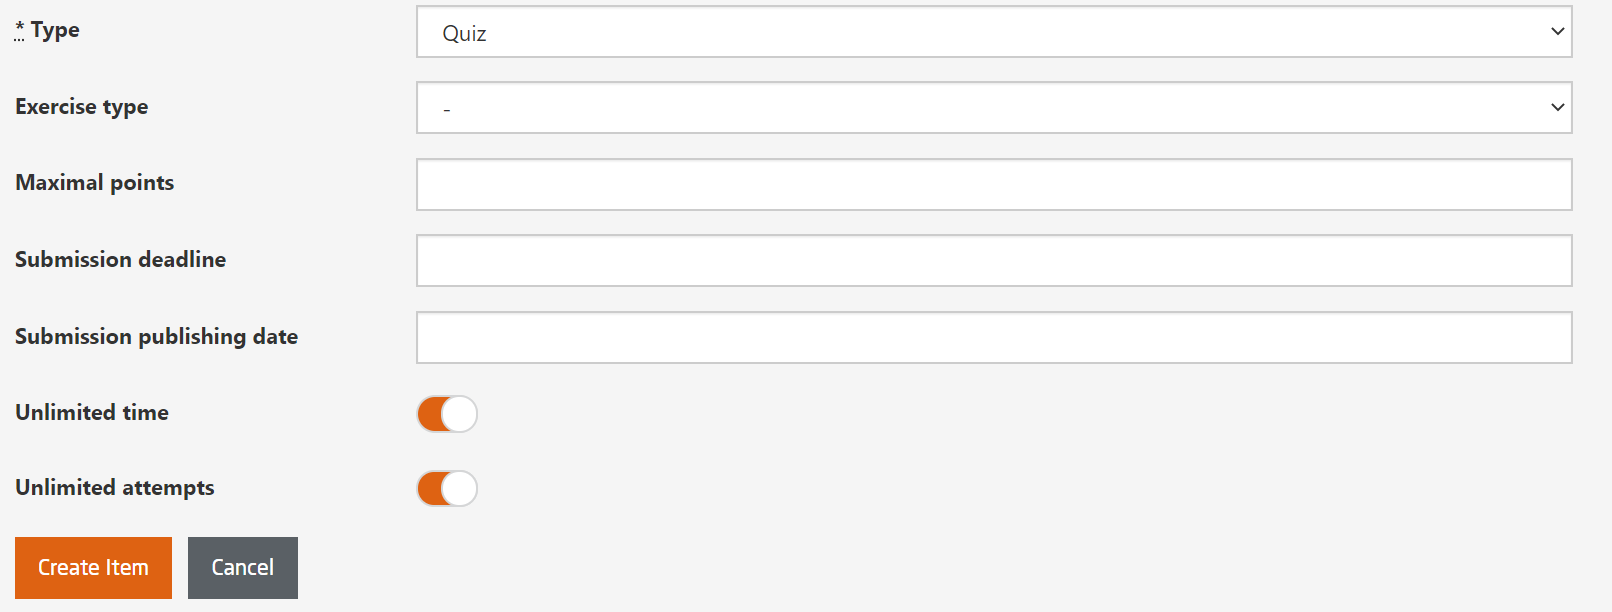 * Type
Quiz
Exercise type
-
Maximal points
Submission deadline
Submission publishing date
Unlimited time
Unlimited attempts
Create Item
Cancel